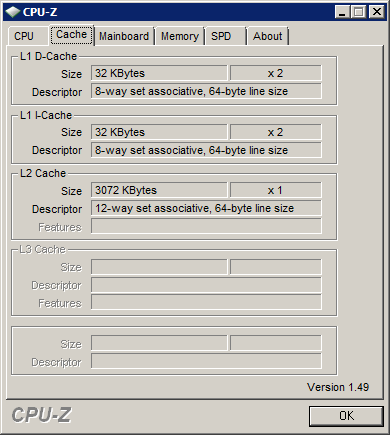 CPU-Z
CPU Cache Mainboard Memory SPD About
L1 D-Cache
Size 32 KBytes x 2
Descriptor 8-way set associative, 64-byte line size
L1 I-Cache
Size 32 KBytes x 2
Descriptor 8-way set associative, 64-byte line size
L2 Cache
Size 3072 KBytes x 1
Descriptor 12-way set associative, 64-byte line size
Features
L3 Cache
Size
Descriptor
Features
Size
Descriptor
Version 1.49
CPU-Z OK